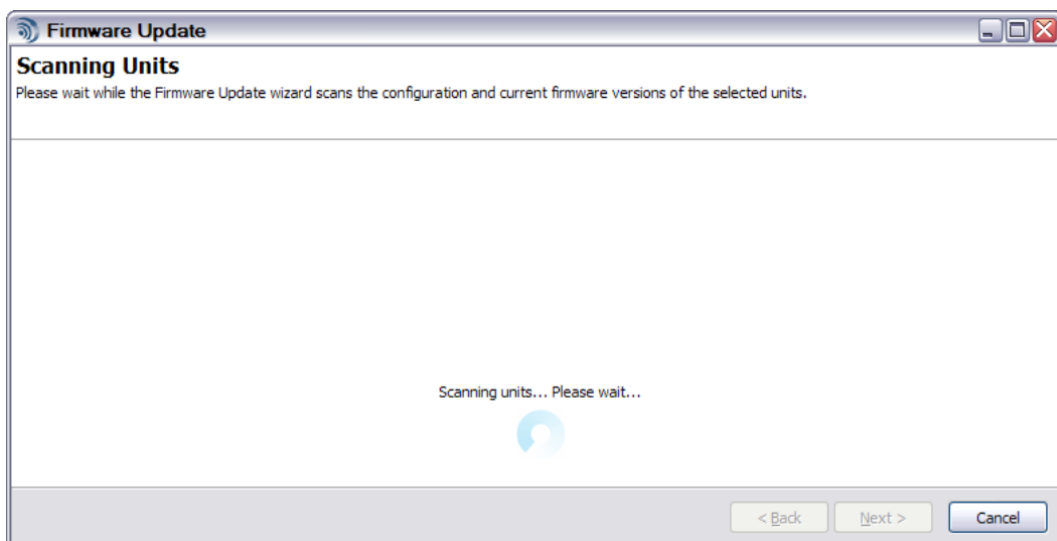 Firmware Update
Scanning Units
Please wait while the Firmware Update wizard scans the configuration and current firmware versions of the selected units.
Scanning units... Please wait...
< Back Next > Cancel